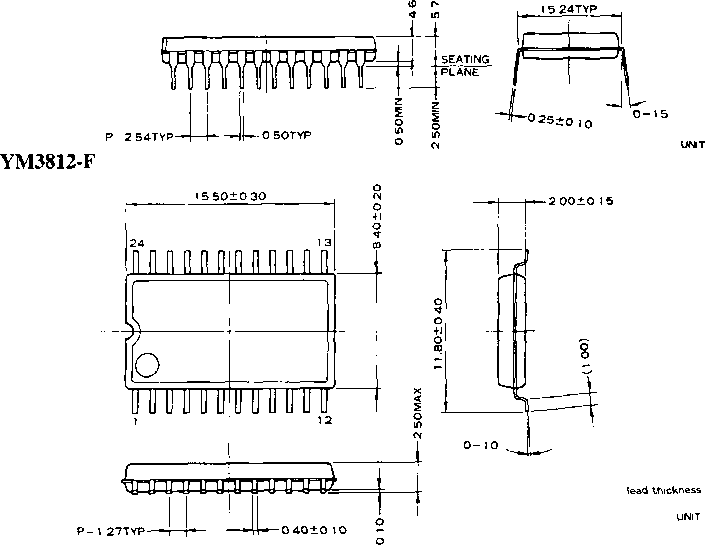 4.6
5.7
15.24TYP
SEATING
PLANE
0.50MIN
2.50MIN
P 2.54TYP
0.50TYP
0.25±0.10
0-15
UNIT
YM3812-F
15.50±0.30
8.40±0.20
2.00±0.15
24
13
11.80±0.40
(1.00)
1
12
2.50MAX
0-10
lead thickness
P-1.27TYP
0.40±0.10
0.10
UNIT